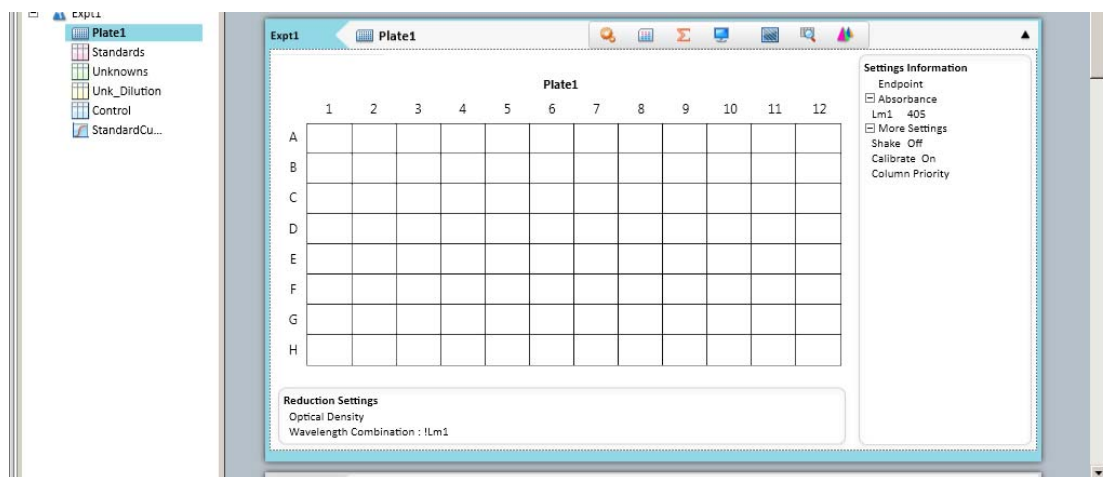 Expt1
Plate1
Standards
Unknowns
Unk_Dilution
Control
StandardCu...
Expt1 Plate1
Plate1
1 2 3 4 5 6 7 8 9 10 11 12
A
B
C
D
E
F
G
H
Reduction Settings
Optical Density
Wavelength Combination : !Lm1
Settings Information
Endpoint
Absorbance
Lm1 405
More Settings
Shake Off
Calibrate On
Column Priority